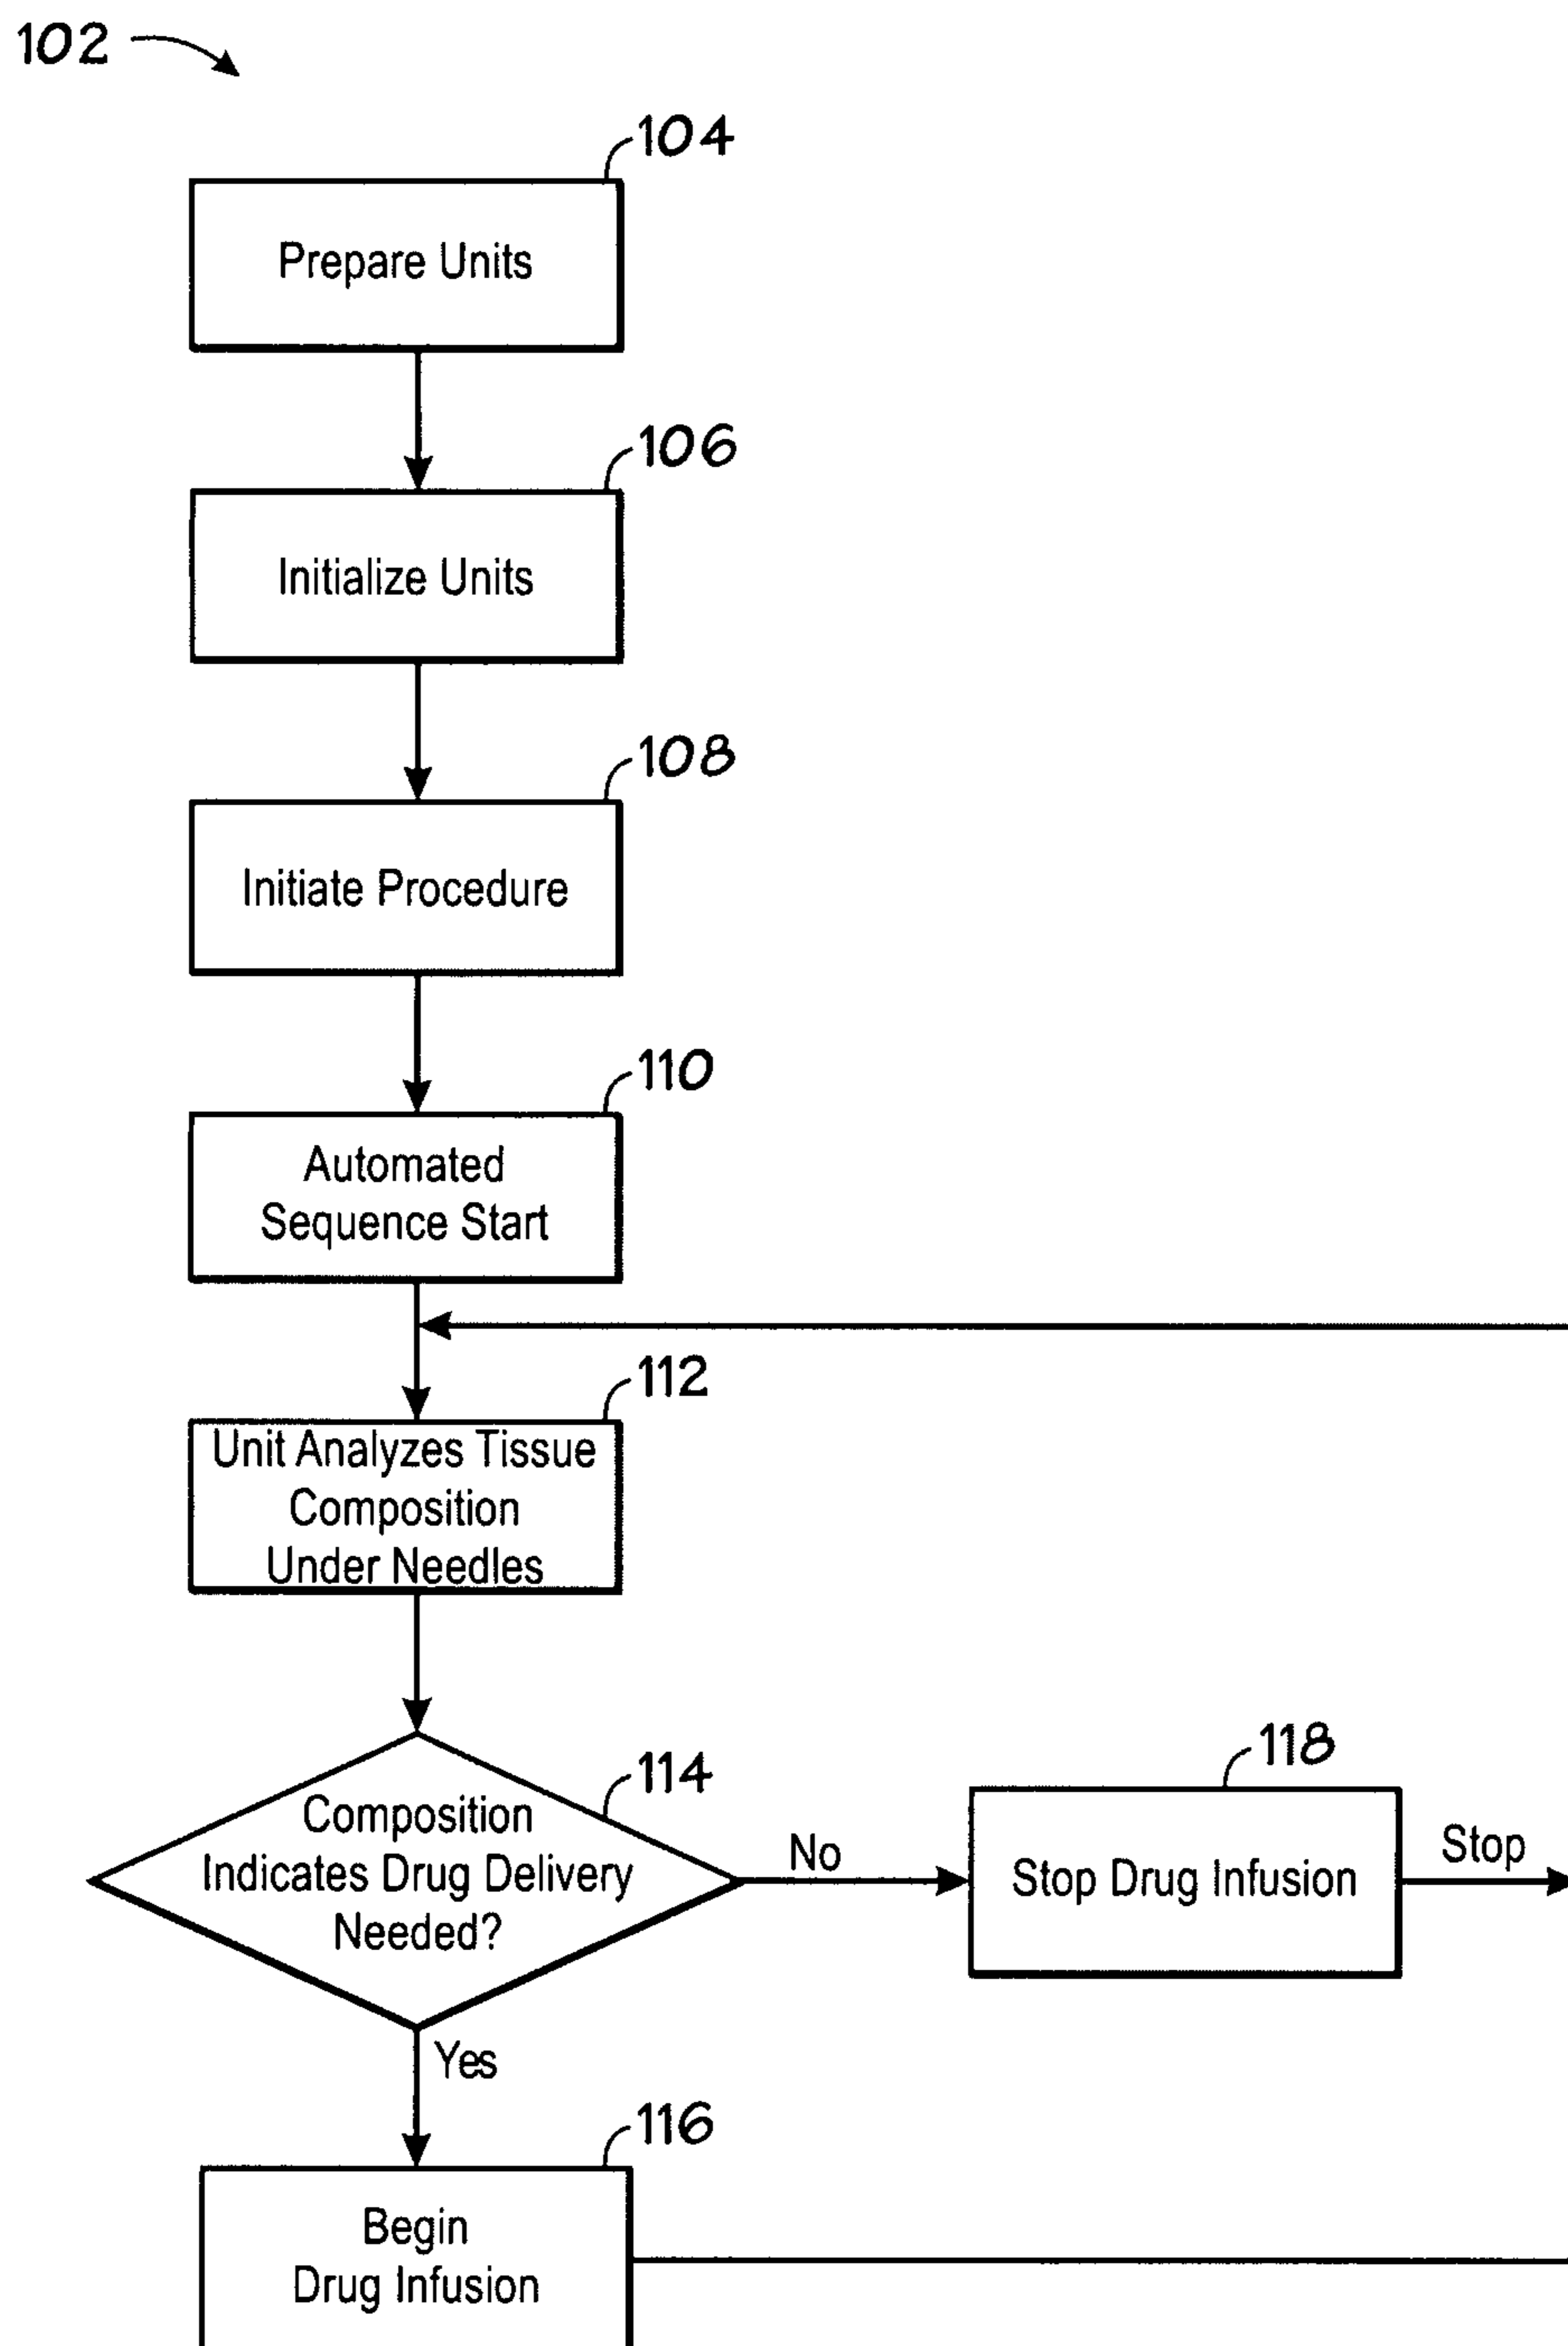 102
104
Prepare Units
106
Initialize Units
108
Initiate Procedure
110
Automated
Sequence Start
112
Unit Analyzes Tissue
Composition
Under Needles
114
Composition
Indicates Drug Delivery
Needed?
No
118
Stop Drug Infusion
Stop
Yes
116
Begin
Drug Infusion